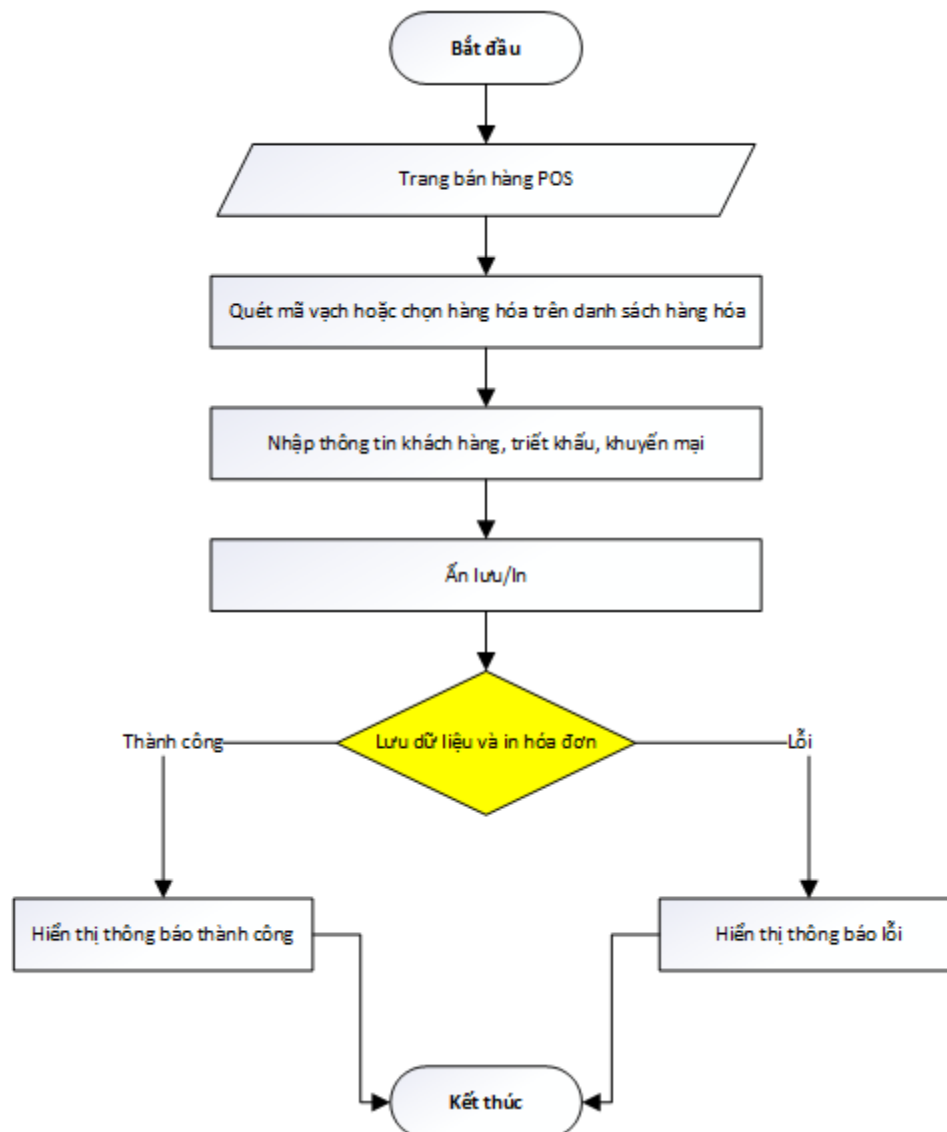 Bắt đầu
Trang bán hàng POS
Quét mã vạch hoặc chọn hàng hóa trên danh sách hàng hóa
Nhập thông tin khách hàng, triết khấu, khuyến mại
Ấn lưu/In
Lưu dữ liệu và in hóa đơn
Thành công
Lỗi
Hiển thị thông báo thành công
Hiển thị thông báo lỗi
Kết thúc